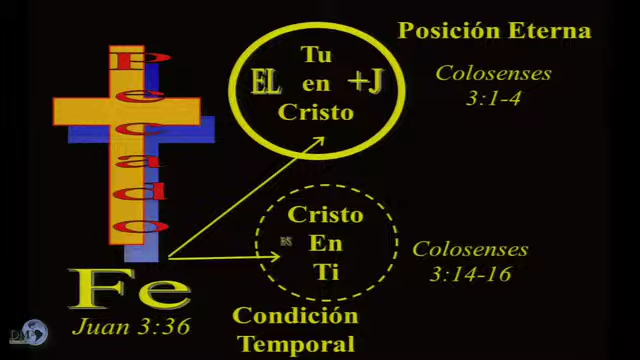 Posición Eterna
Colosenses
3:1-4
Tu
EL en +J
Cristo
Pecado
Cristo
En
Ti
Colosenses
3:14-16
Fe
Juan 3:36
Condición
Temporal